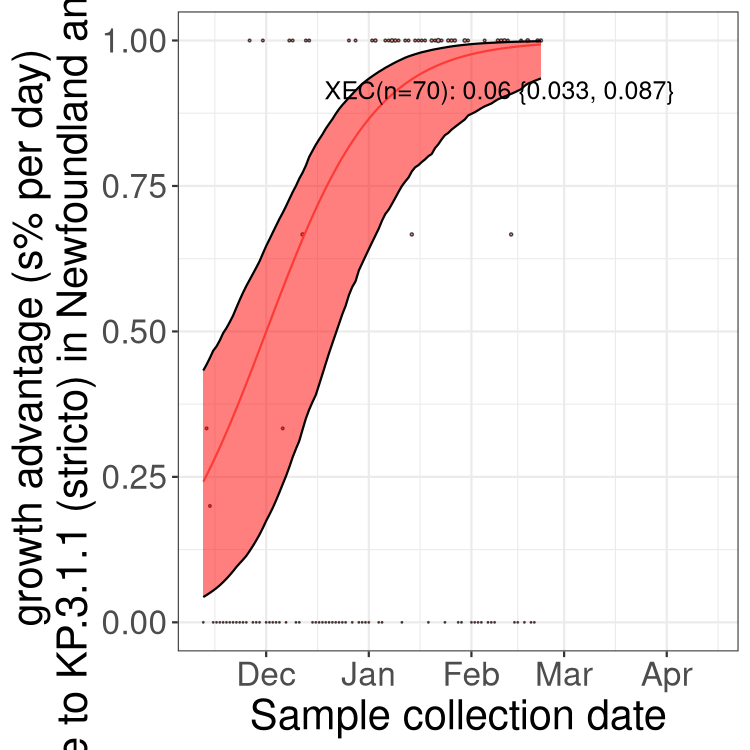 growth advantage (s% per day)
e to KP.3.1.1 (stricto) in Newfoundland an
1.00
0.75
0.50
0.25
0.00
XEC(n=70): 0.06 {0.033, 0.087}
Dec Jan Feb Mar Apr
Sample collection date